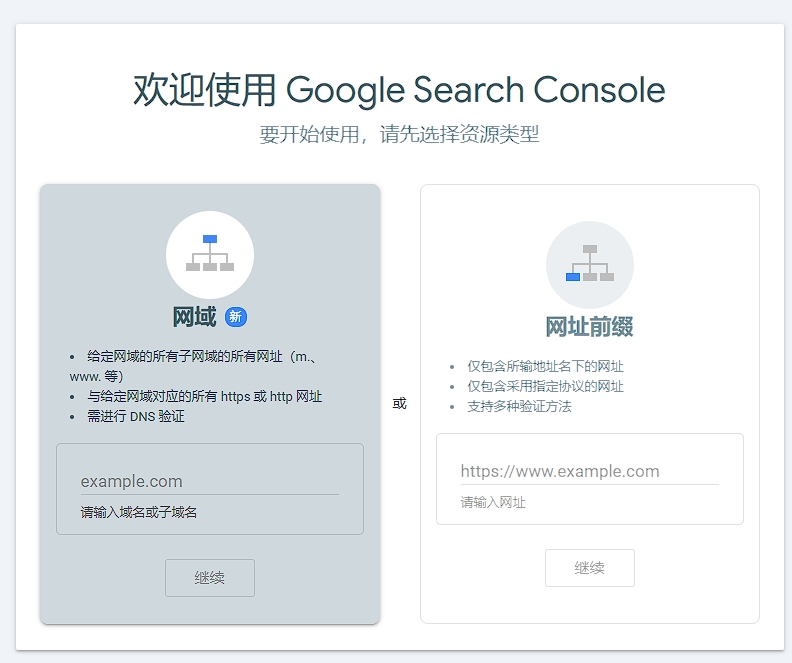 欢迎使用 Google Search Console
要开始使用，请先选择资源类型
网域 新
• 给定网域的所有子网域的所有网址（m.、
www. 等）
• 与给定网域对应的所有 https 或 http 网址
• 需进行 DNS 验证
example.com
请输入域名或子域名
继续
或
网址前缀
• 仅包含所输地址名下的网址
• 仅包含采用指定协议的网址
• 支持多种验证方法
https://www.example.com
请输入网址
继续